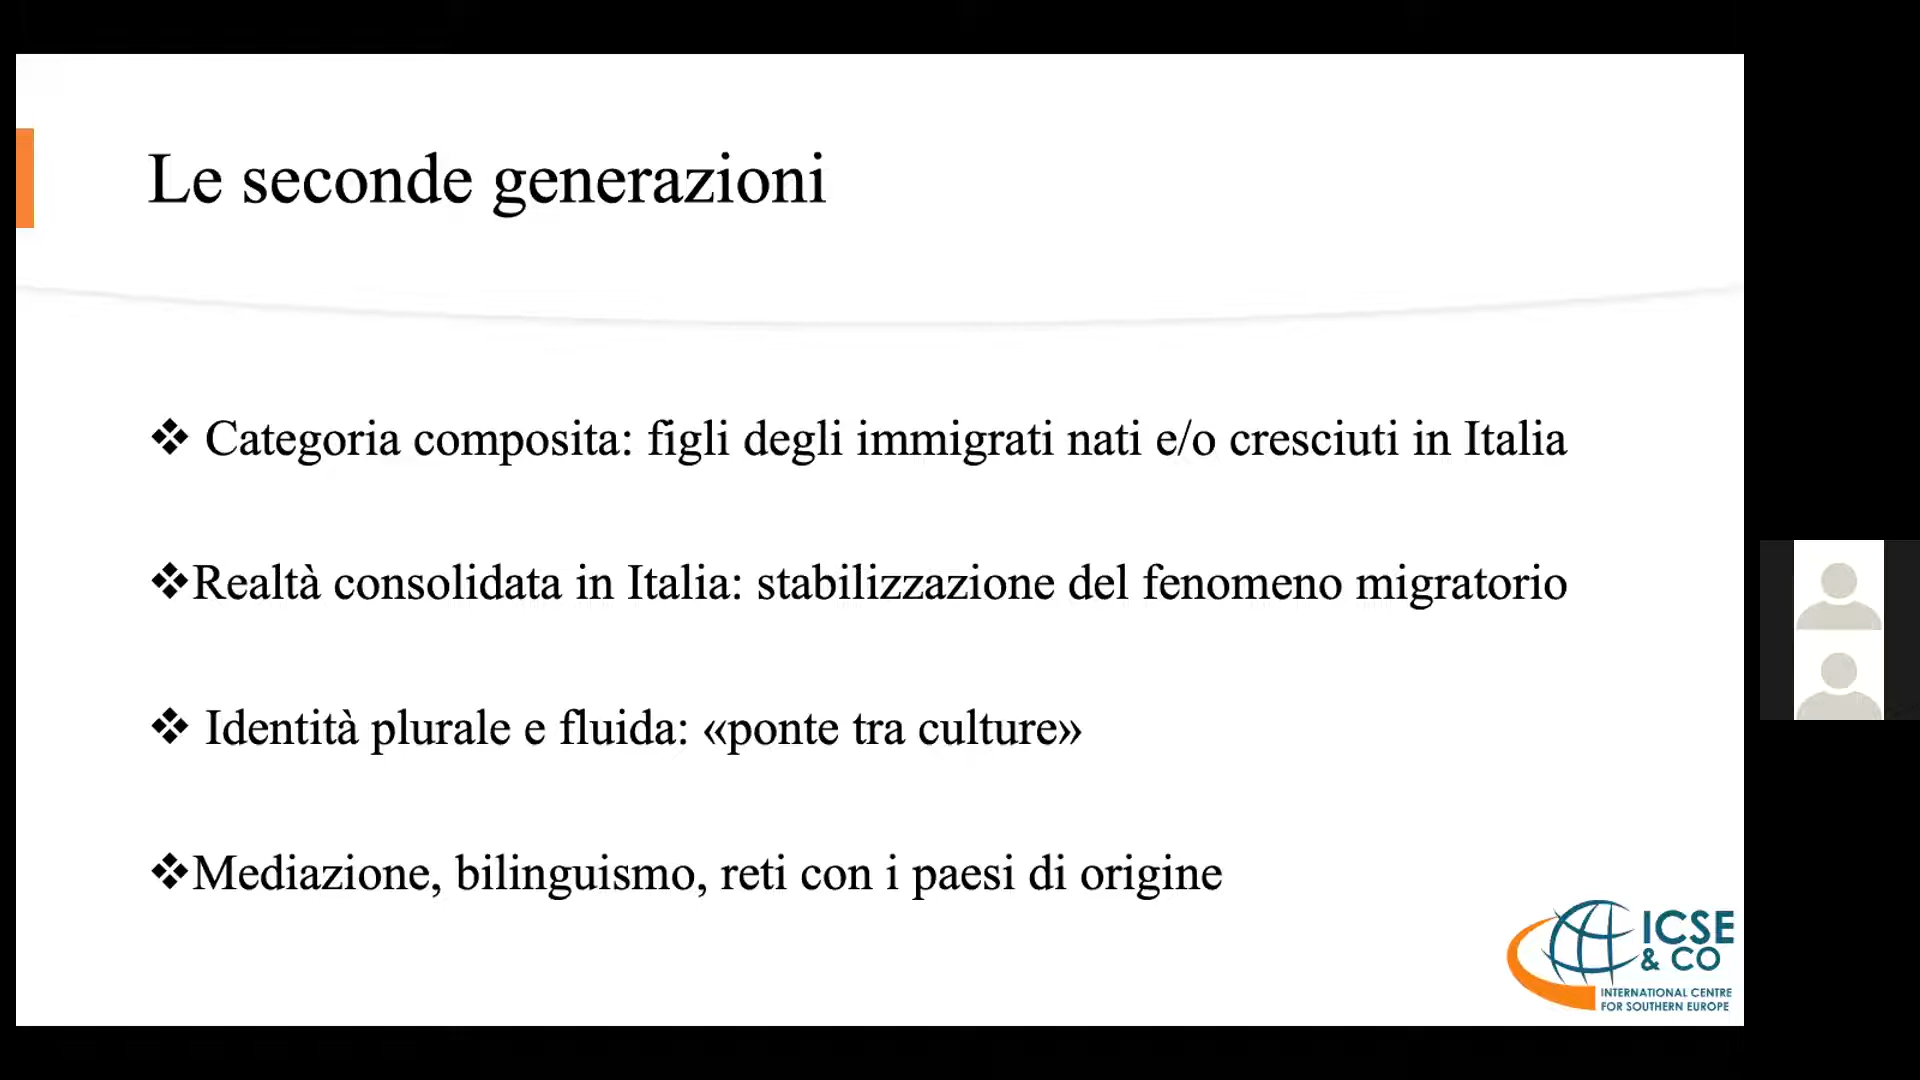 Le seconde generazioni
❖ Categoria composita: figli degli immigrati nati e/o cresciuti in Italia
❖Realtà consolidata in Italia: stabilizzazione del fenomeno migratorio
❖ Identità plurale e fluida: «ponte tra culture»
❖Mediazione, bilinguismo, reti con i paesi di origine
ICSE
& CO
INTERNATIONAL CENTRE
FOR SOUTHERN EUROPE